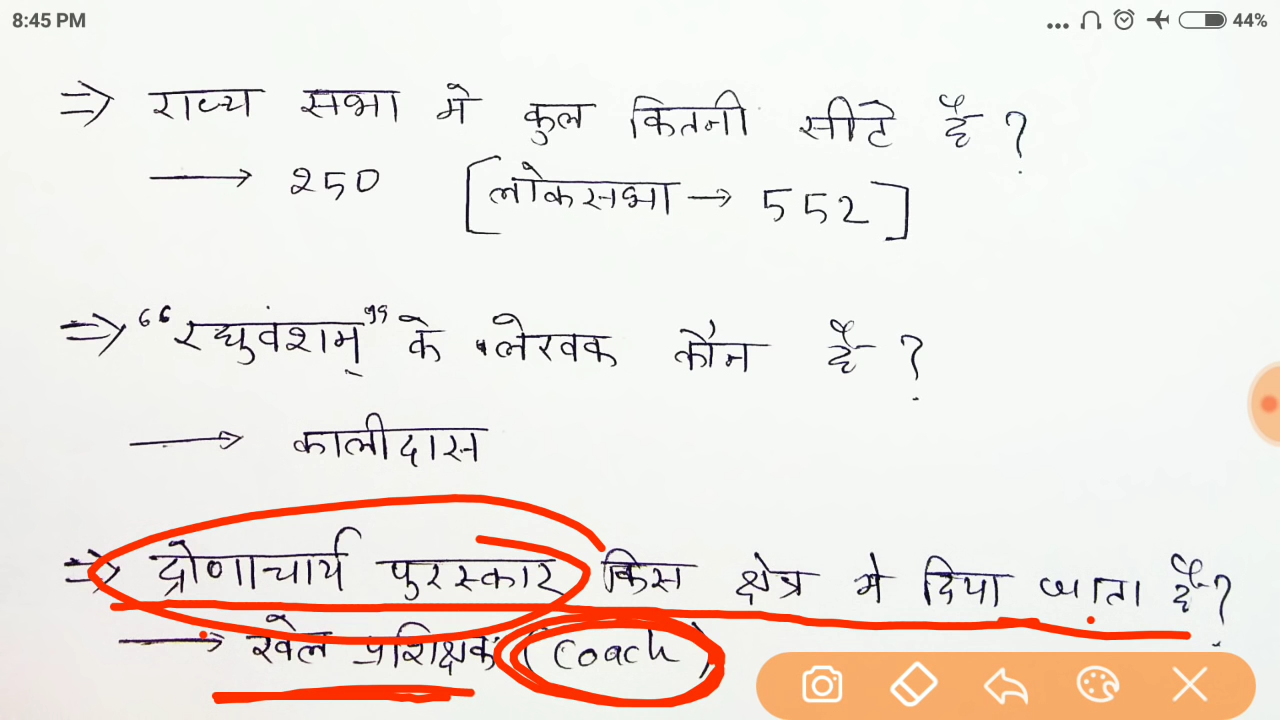 8:45 PM ... 44%
⇒ राज्य सभा मे कुल कितनी सीटे है ?
→ 250 [लोकसभा → 552]
⇒ "रघुवंशम्" के लेखक कौन है ?
→ कालीदास
⇒ द्रोणाचार्य पुरस्कार किस क्षेत्र मे दिया जाता है ?
→ खेल प्रशिक्षक (Coach)